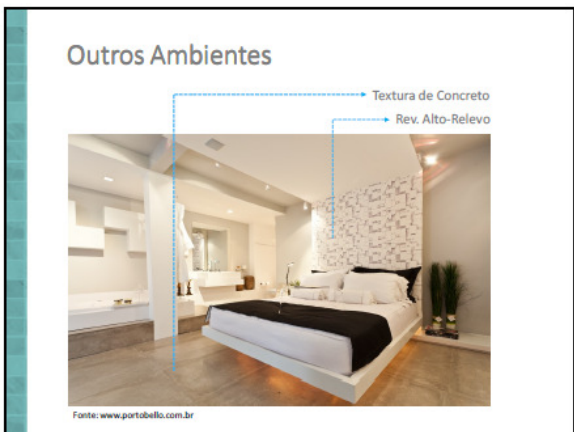 Outros Ambientes
Textura de Concreto
Rev. Alto-Relevo
Fonte: www.portobello.com.br